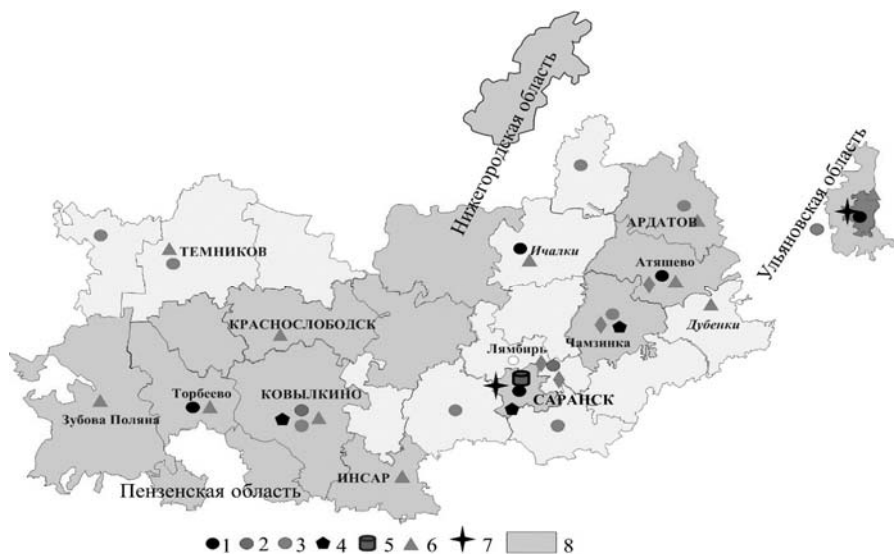 Нижегородская область
Ульяновская область
АРДАТОВ
ТЕМНИКОВ
Ичалки
Атяшево
КРАСНОСЛОБОДСК
Дубенки
Чамзинка
Лямбирь
Торбеево
КОВЫЛКИНО
САРАНСК
Зубова Поляна
ИНСАР
Пензенская область
1 2 3 4 5 6 7 8